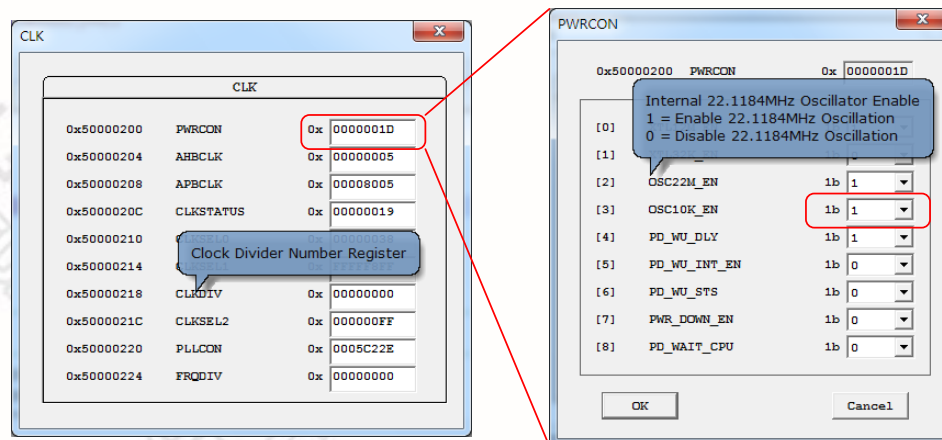 CLK
CLK
0x50000200 PWRCON 0x 0000001D
0x50000204 AHBCLK 0x 00000005
0x50000208 APBCLK 0x 00008005
0x5000020C CLKSTATUS 0x 00000019
0x50000210
Clock Divider Number Register
0x50000214
0x50000218 CLKDIV 0x 00000000
0x5000021C CLKSEL2 0x 000000FF
0x50000220 PLLCON 0x 0005C22E
0x50000224 FRQDIV 0x 00000000
PWRCON
0x50000200 PWRCON 0x 0000001D
Internal 22.1184MHz Oscillator Enable
1 = Enable 22.1184MHz Oscillation
0 = Disable 22.1184MHz Oscillation
[0]
[1] 1b
[2] OSC22M_EN 1b 1
[3] OSC10K_EN 1b 1
[4] PD_WU_DLY 1b 1
[5] PD_WU_INT_EN 1b 0
[6] PD_WU_STS 1b 0
[7] PWR_DOWN_EN 1b 0
[8] PD_WAIT_CPU 1b 0
OK Cancel